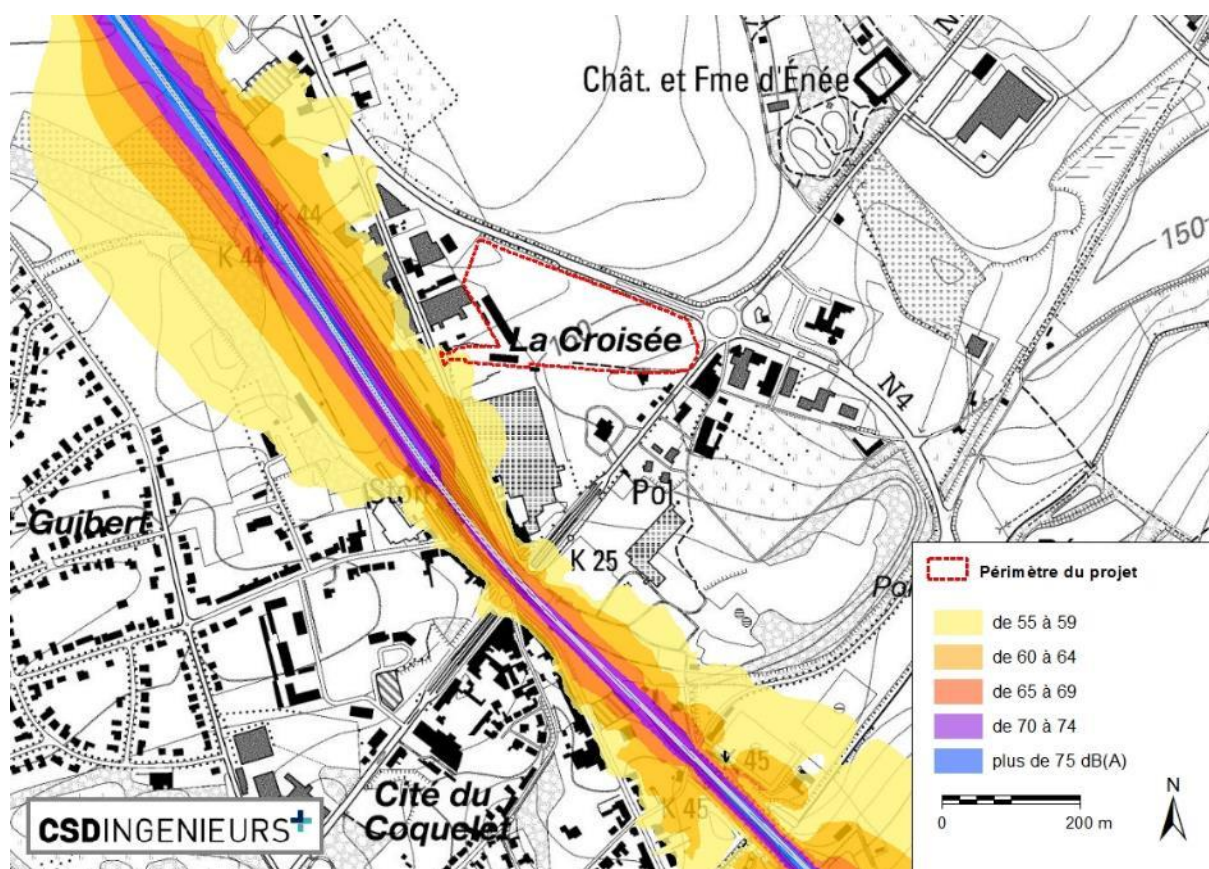 Chât. et Fme d'Enée
K 44
K 44
150
La Croisée
N4
-Guibert
Pol.
K 25
Périmètre du projet
de 55 à 59
de 60 à 64
de 65 à 69
de 70 à 74
plus de 75 dB(A)
K 45
K 45
Cité du
Coquelet
N
0
200 m
CSDINGENIEURS+